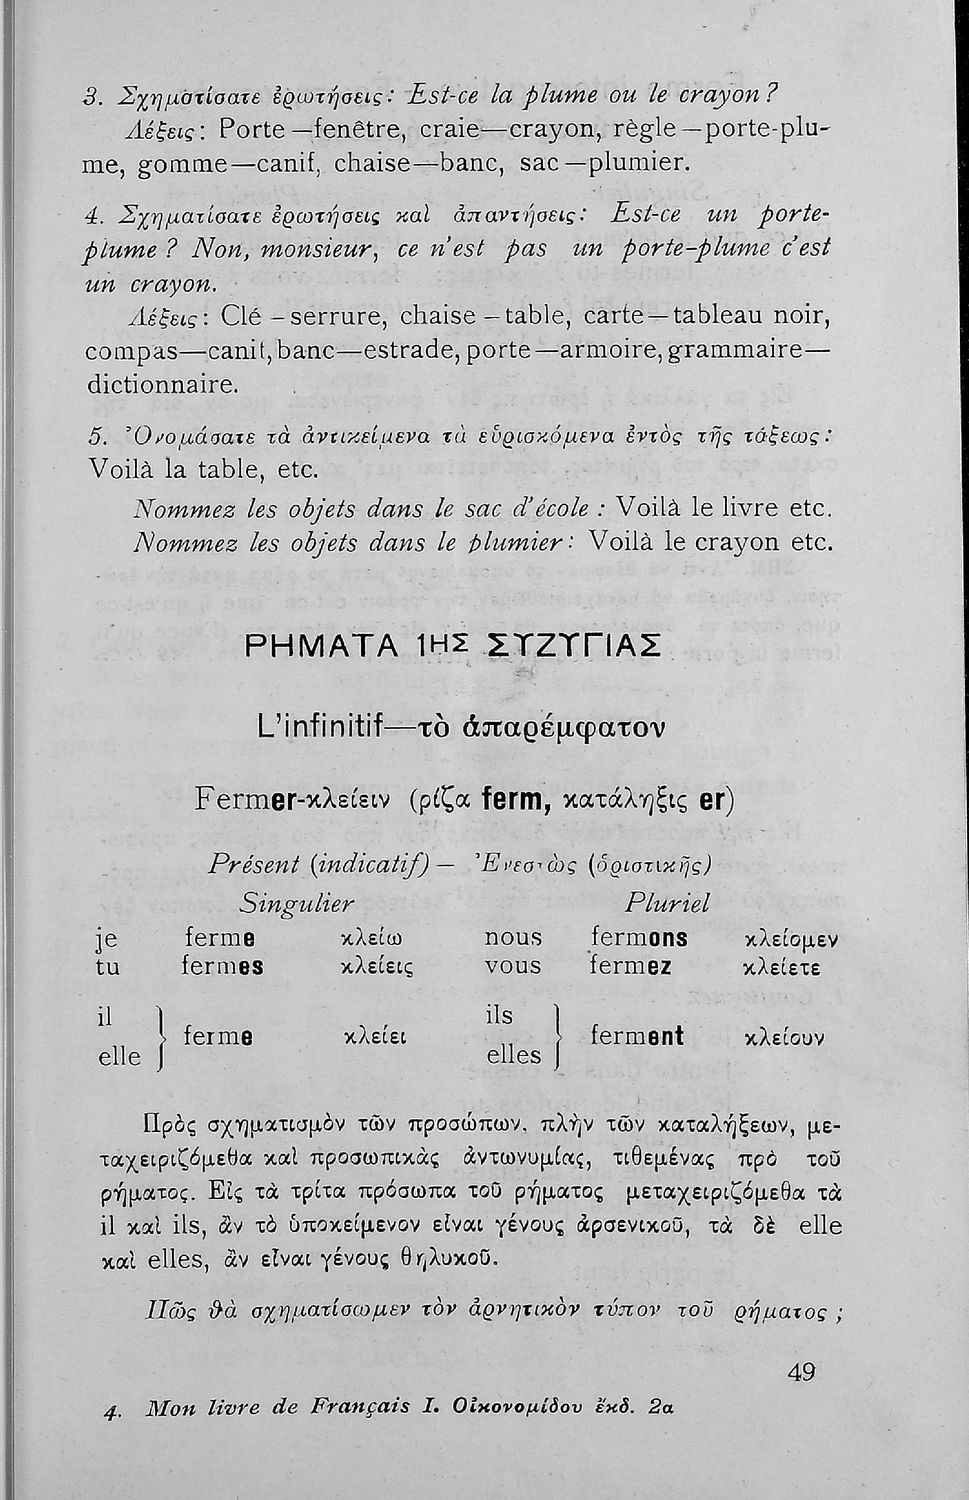 3. Σχηματίσατε ἐρωτήσεις: Est-ce la plume ou le crayon ?
Λέξεις: Porte — fenêtre, craie—crayon, règle — porte-plu-
me, gomme—canif, chaise—banc, sac — plumier.
4. Σχηματίσατε ἐρωτήσεις καὶ ἀπαντήσεις: Est-ce un porte-
plume ? Non, monsieur, ce n'est pas un porte-plume c'est
un crayon.
Λέξεις: Clé – serrure, chaise – table, carte — tableau noir,
compas—canif, banc—estrade, porte—armoire, grammaire—
dictionnaire.
5. Ὀνομάσατε τὰ ἀντικείμενα τὰ εὑρισκόμενα ἐντὸς τῆς τάξεως:
Voilà la table, etc.
Nommez les objets dans le sac d'école : Voilà le livre etc.
Nommez les objets dans le plumier : Voilà le crayon etc.
ΡΗΜΑΤΑ 1ΗΣ ΣΥΖΥΓΙΑΣ
L'infinitif—τὸ ἀπαρέμφατον
Fermer-κλείειν (ρίζα ferm, κατάληξις er)
Présent (indicatif) — Ἐνεστὼς (ὁριστικῆς)
Singulier Pluriel
je ferme κλείω nous fermons κλείομεν
tu fermes κλείεις vous fermez κλείετε
il } ils }
ferme κλείει ferment κλείουν
elle elles
Πρὸς σχηματισμὸν τῶν προσώπων, πλὴν τῶν καταλήξεων, με-
ταχειριζόμεθα καὶ προσωπικὰς ἀντωνυμίας, τιθεμένας πρὸ τοῦ
ρήματος. Εἰς τὰ τρίτα πρόσωπα τοῦ ρήματος μεταχειριζόμεθα τὰ
il καὶ ils, ἂν τὸ ὑποκείμενον εἶναι γένους ἀρσενικοῦ, τὰ δὲ elle
καὶ elles, ἂν εἶναι γένους θηλυκοῦ.
Πῶς θὰ σχηματίσωμεν τὸν ἀρνητικὸν τύπον τοῦ ρήματος ;
49
4. Mon livre de Français I. Οἰκονομίδου ἔκδ. 2α